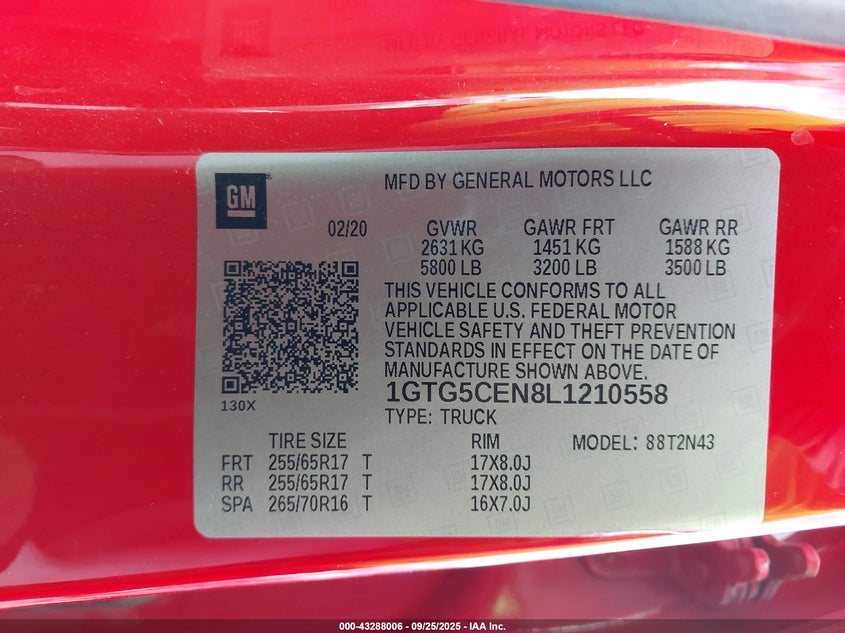 GM
MFD BY GENERAL MOTORS LLC
02/20 GVWR GAWR FRT GAWR RR
2631 KG 1451 KG 1588 KG
5800 LB 3200 LB 3500 LB
THIS VEHICLE CONFORMS TO ALL
APPLICABLE U.S. FEDERAL MOTOR
VEHICLE SAFETY AND THEFT PREVENTION
STANDARDS IN EFFECT ON THE DATE OF
MANUFACTURE SHOWN ABOVE.
1GTG5CEN8L1210558
130X
TYPE: TRUCK
TIRE SIZE RIM MODEL: 88T2N43
FRT 255/65R17 T 17X8.0J
RR 255/65R17 T 17X8.0J
SPA 265/70R16 T 16X7.0J
000-43288006 - 09/25/2025 - IAA Inc.